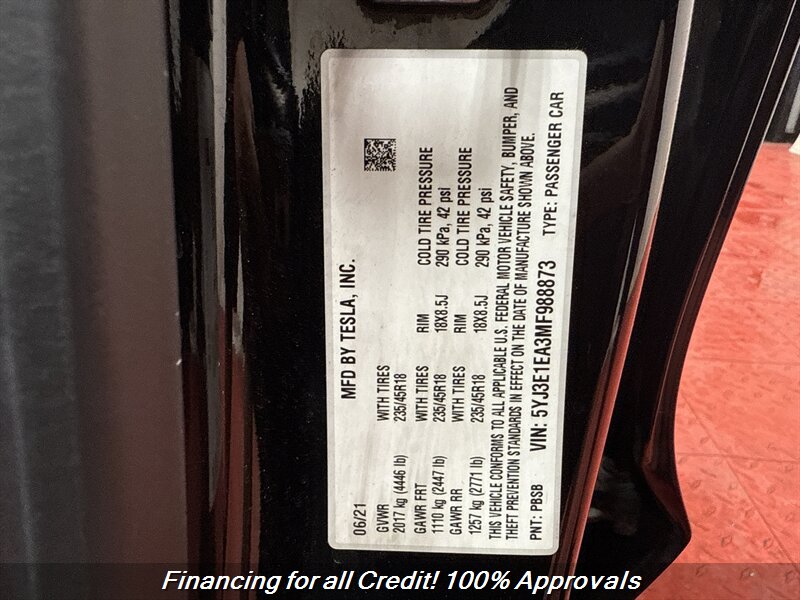 MFD BY TESLA, INC.
06/21
GVWR WITH TIRES RIM COLD TIRE PRESSURE
2017 kg (4446 lb) 235/45R18 18X8.5J 290 kPa, 42 psi
GAWR FRT WITH TIRES RIM COLD TIRE PRESSURE
1110 kg (2447 lb) 235/45R18 18X8.5J 290 kPa, 42 psi
GAWR RR WITH TIRES
1257 kg (2771 lb) 235/45R18
THIS VEHICLE CONFORMS TO ALL APPLICABLE U.S. FEDERAL MOTOR VEHICLE SAFETY, BUMPER, AND
THEFT PREVENTION STANDARDS IN EFFECT ON THE DATE OF MANUFACTURE SHOWN ABOVE.
PNT: PBSB VIN: 5YJ3E1EA3MF988873 TYPE: PASSENGER CAR
Financing for all Credit! 100% Approvals